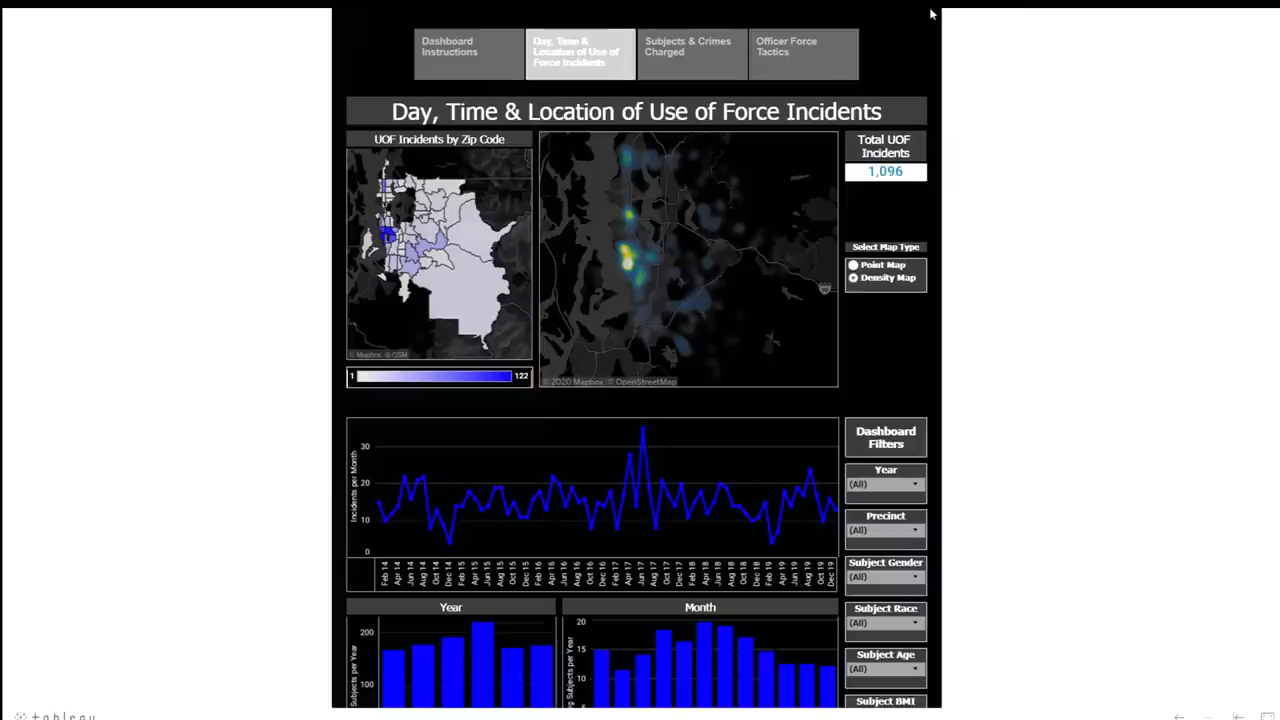 Dashboard
Instructions
Day, Time &
Location of Use of
Force Incidents
Subjects & Crimes
Charged
Officer Force
Tactics
Day, Time & Location of Use of Force Incidents
UOF Incidents by Zip Code
© Mapbox © OSM
1
122
© 2020 Mapbox © OpenStreetMap
Total UOF
Incidents
1,096
Select Map Type
Point Map
Density Map
Incidents per Month
30
20
10
0
Feb 14
Apr 14
Jun 14
Aug 14
Oct 14
Dec 14
Feb 15
Apr 15
Jun 15
Aug 15
Oct 15
Dec 15
Feb 16
Apr 16
Jun 16
Aug 16
Oct 16
Dec 16
Feb 17
Apr 17
Jun 17
Aug 17
Oct 17
Dec 17
Feb 18
Apr 18
Jun 18
Aug 18
Oct 18
Dec 18
Feb 19
Apr 19
Jun 19
Aug 19
Oct 19
Dec 19
Dashboard
Filters
Year
(All)
Precinct
(All)
Subject Gender
(All)
Subject Race
(All)
Subject Age
(All)
Subject BMI
Year
Subjects per Year
200
100
Month
Subjects per Year
20
15
10
tableau